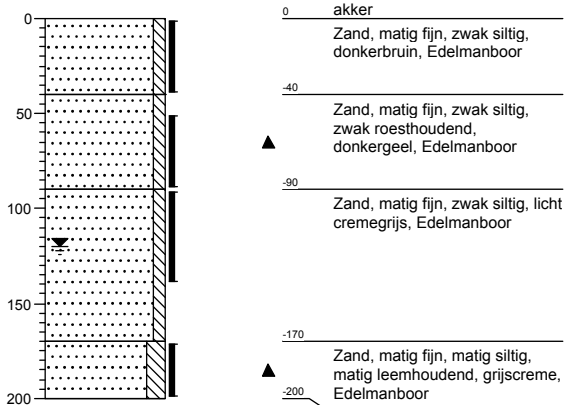 0
50
100
150
200
0
akker
Zand, matig fijn, zwak siltig,
donkerbruin, Edelmanboor
-40
Zand, matig fijn, zwak siltig,
zwak roesthoudend,
donkergeel, Edelmanboor
-90
Zand, matig fijn, zwak siltig, licht
cremegrijs, Edelmanboor
-170
Zand, matig fijn, matig siltig,
matig leemhoudend, grijscreme,
Edelmanboor
-200